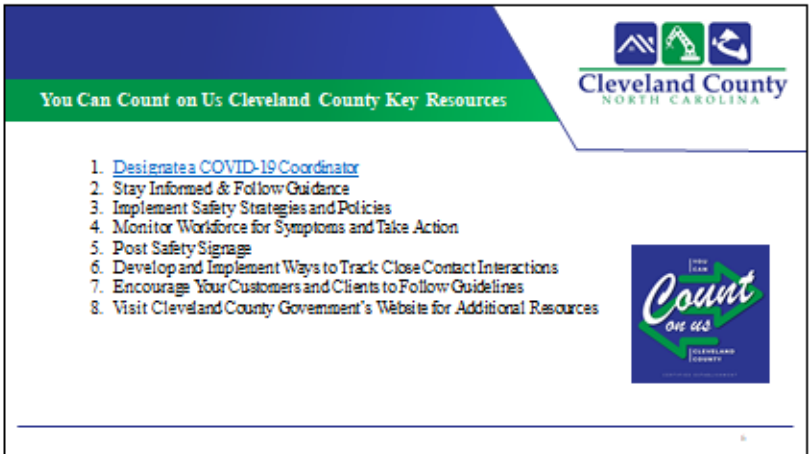 Cleveland County
NORTH CAROLINA
You Can Count on Us Cleveland County Key Resources
1. Designate a COVID-19 Coordinator
2. Stay Informed & Follow Guidance
3. Implement Safety Strategies and Policies
4. Monitor Workforce for Symptoms and Take Action
5. Post Safety Signage
6. Develop and Implement Ways to Track Close Contact Interactions
7. Encourage Your Customers and Clients to Follow Guidelines
8. Visit Cleveland County Government's Website for Additional Resources
YOU
CAN
Count
on us
CLEVELAND
COUNTY
CERTIFIED ESTABLISHMENT